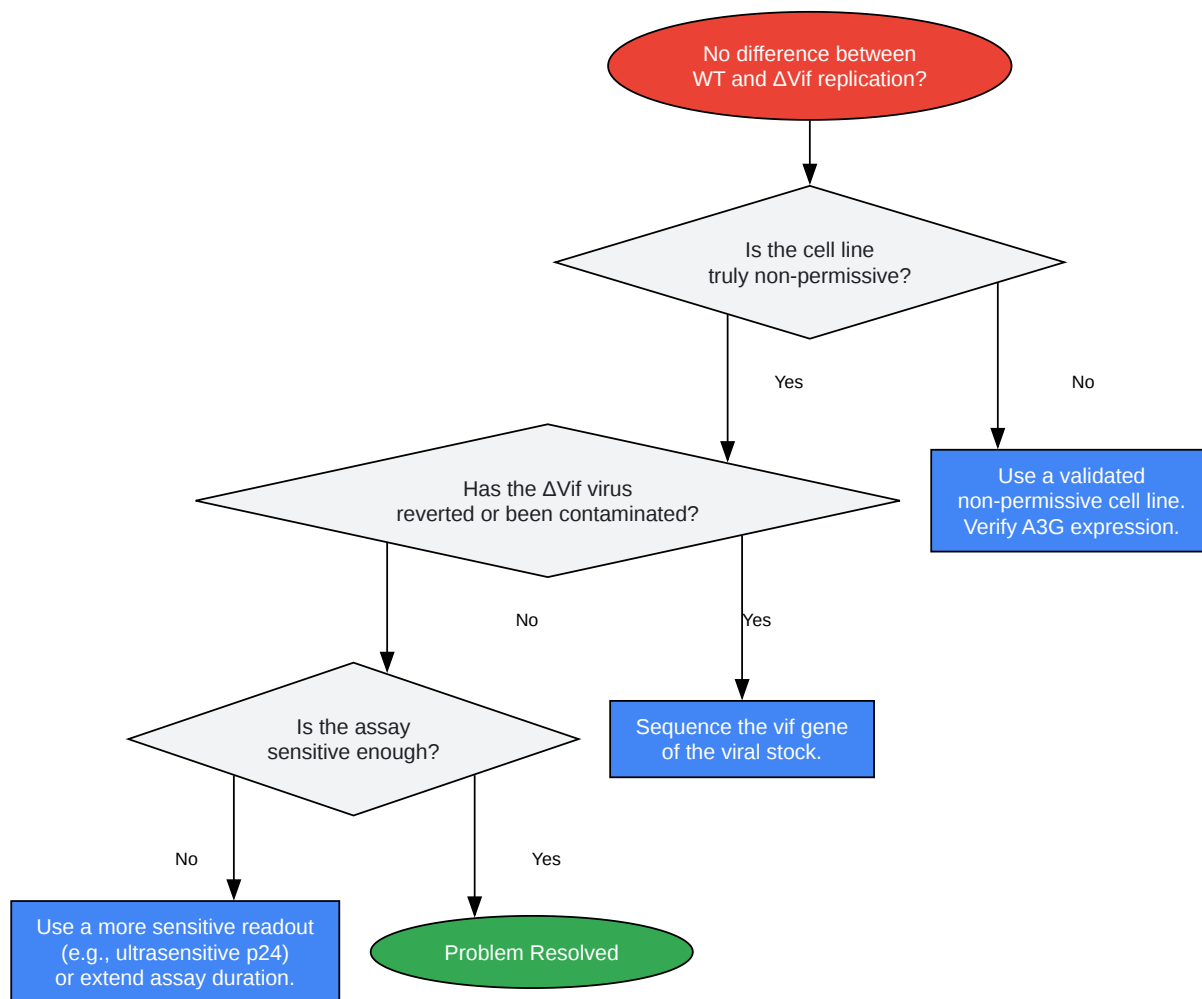 No difference between
WT and ΔVif replication?
Is the cell line
truly non-permissive?
Yes
No
Use a validated
non-permissive cell line.
Verify A3G expression.
Has the ΔVif virus
reverted or been contaminated?
No
Yes
Sequence the vif gene
of the viral stock.
Is the assay
sensitive enough?
No
Yes
Use a more sensitive readout
(e.g., ultrasensitive p24)
or extend assay duration.
Problem Resolved